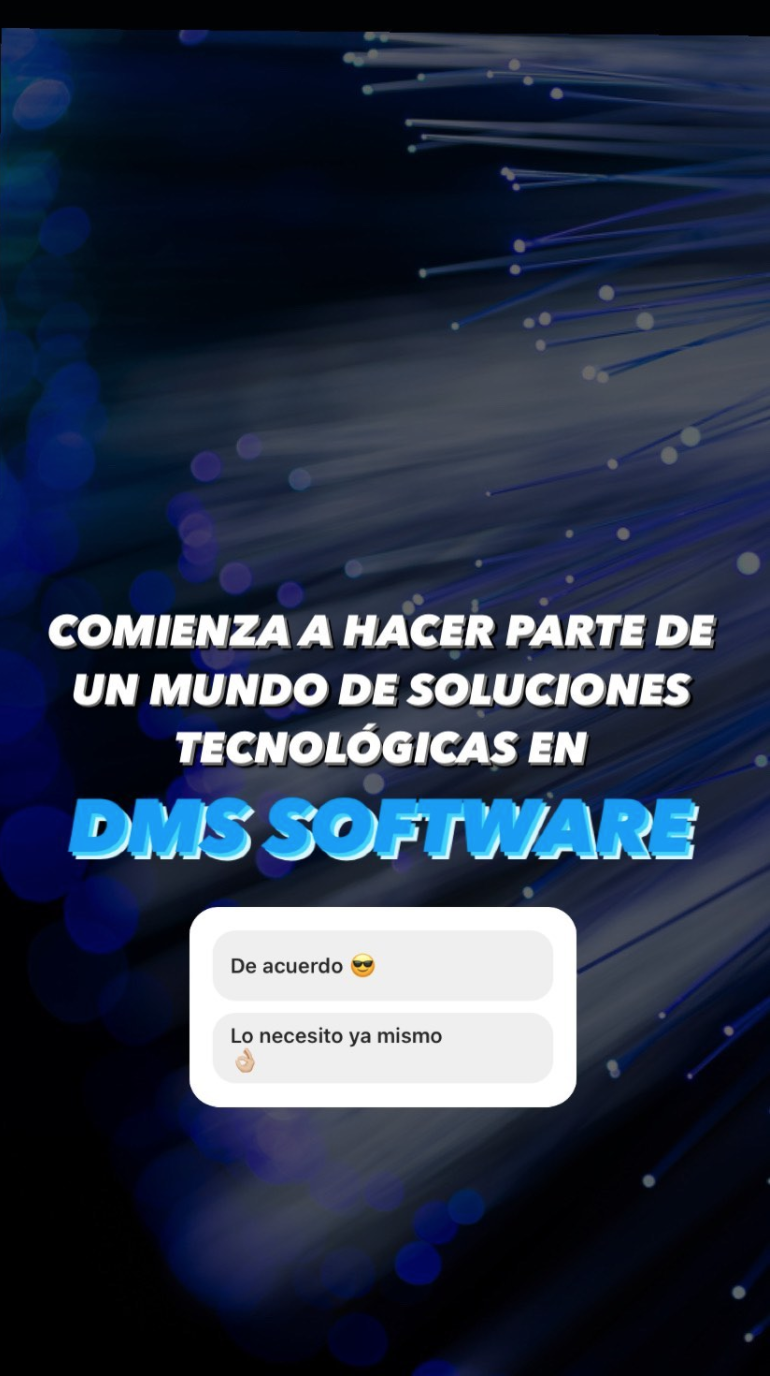 COMIENZA A HACER PARTE DE
UN MUNDO DE SOLUCIONES
TECNOLÓGICAS EN
DMS SOFTWARE
De acuerdo 😎
Lo necesito ya mismo
👌🏼